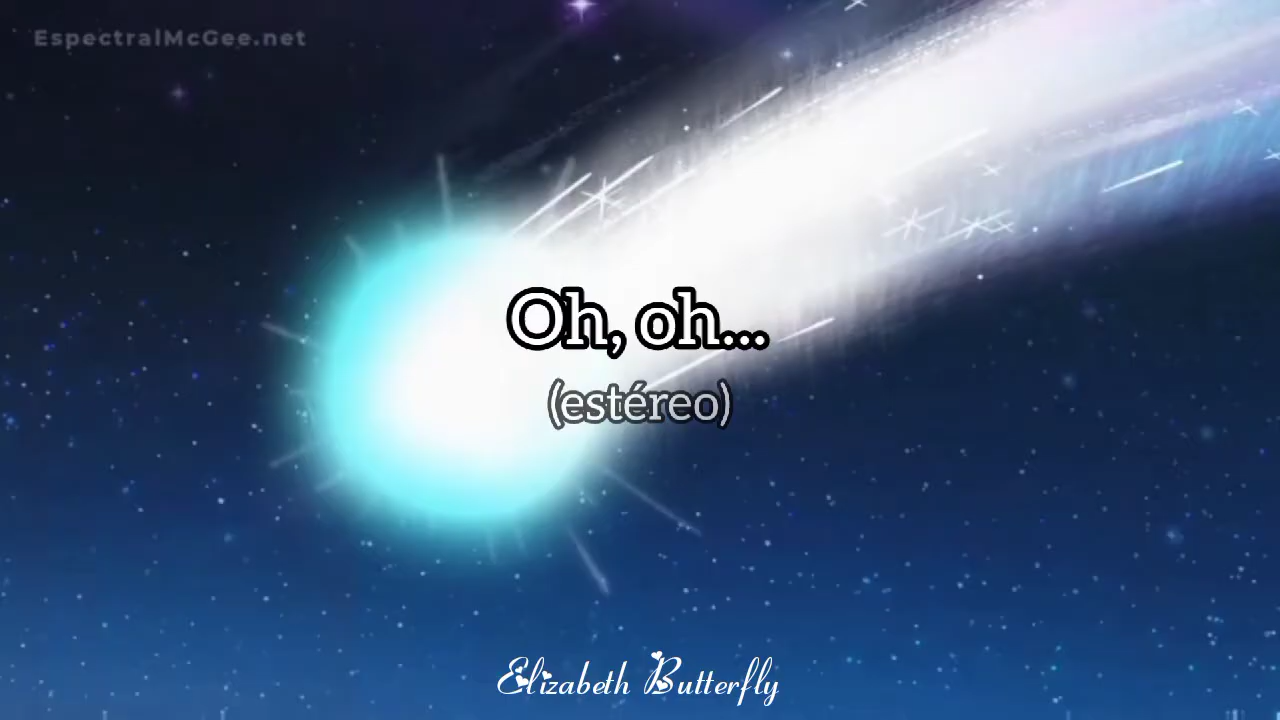 EspectralMcGee.net
Oh, oh...
(estéreo)
Elizabeth Butterfly